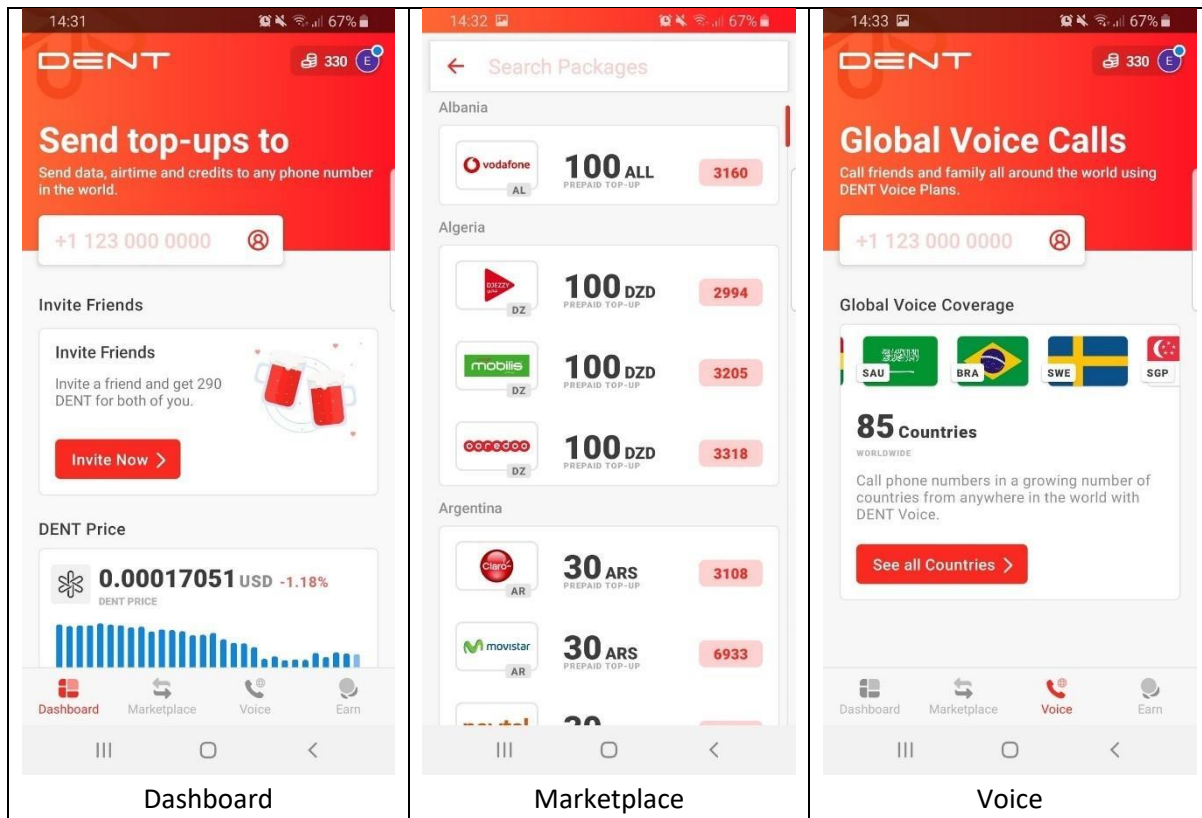 14:31
67%
DENT
330 E
Send top-ups to
Send data, airtime and credits to any phone number
in the world.
+1 123 000 0000
Invite Friends
Invite Friends
Invite a friend and get 290
DENT for both of you.
Invite Now >
DENT Price
0.00017051 USD -1.18%
DENT PRICE
Dashboard Marketplace Voice Earn
Dashboard
14:32
67%
Search Packages
Albania
vodafone
AL
100 ALL
PREPAID TOP-UP
3160
Algeria
DJEZZY
DZ
100 DZD
PREPAID TOP-UP
2994
mobilis
DZ
100 DZD
PREPAID TOP-UP
3205
ooredoo
DZ
100 DZD
PREPAID TOP-UP
3318
Argentina
Claro
AR
30 ARS
PREPAID TOP-UP
3108
movistar
AR
30 ARS
PREPAID TOP-UP
6933
Marketplace
14:33
67%
DENT
330 E
Global Voice Calls
Call friends and family all around the world using
DENT Voice Plans.
+1 123 000 0000
Global Voice Coverage
SAU BRA SWE SGP
85 Countries
WORLDWIDE
Call phone numbers in a growing number of
countries from anywhere in the world with
DENT Voice.
See all Countries >
Dashboard Marketplace Voice Earn
Voice